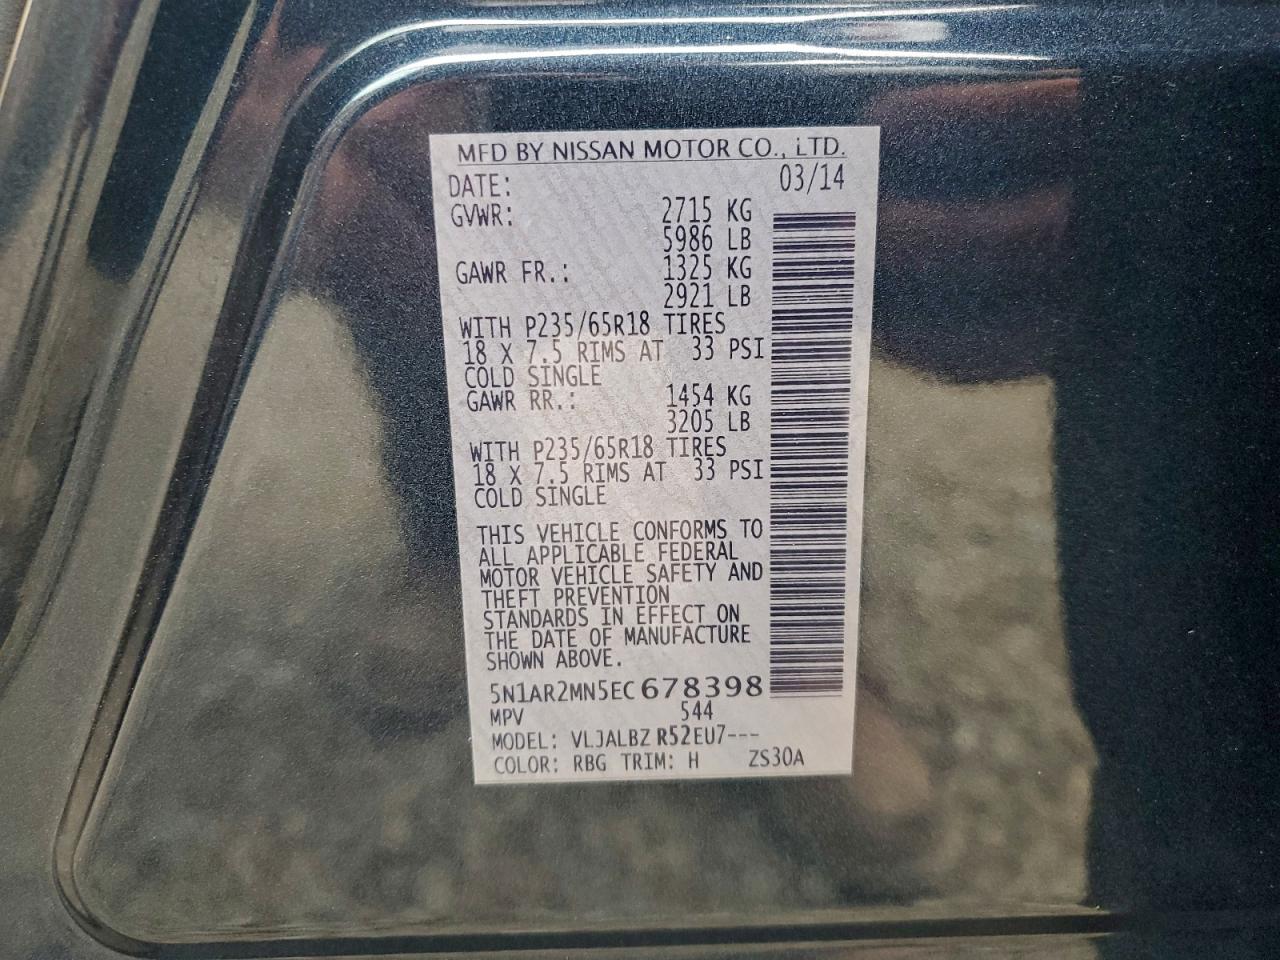 MFD BY NISSAN MOTOR CO., LTD.
DATE: 03/14
GVWR: 2715 KG
5986 LB
GAWR FR.: 1325 KG
2921 LB
WITH P235/65R18 TIRES
18 X 7.5 RIMS AT 33 PSI
COLD SINGLE
GAWR RR.: 1454 KG
3205 LB
WITH P235/65R18 TIRES
18 X 7.5 RIMS AT 33 PSI
COLD SINGLE
THIS VEHICLE CONFORMS TO
ALL APPLICABLE FEDERAL
MOTOR VEHICLE SAFETY AND
THEFT PREVENTION
STANDARDS IN EFFECT ON
THE DATE OF MANUFACTURE
SHOWN ABOVE.
5N1AR2MN5EC678398
MPV 544
MODEL: VLJALBZ R52EU7---
COLOR: RBG TRIM: H ZS30A